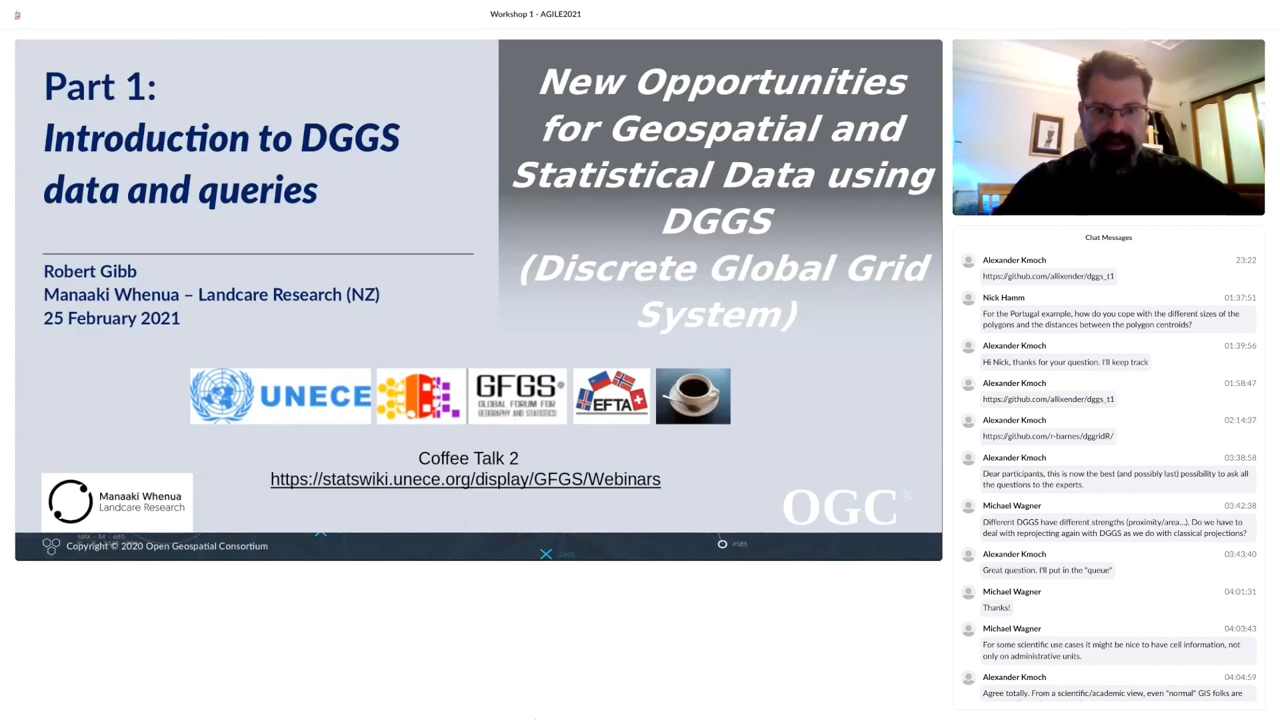 Workshop 1 - AGILE2021
Part 1:
Introduction to DGGS
data and queries
Robert Gibb
Manaaki Whenua – Landcare Research (NZ)
25 February 2021
New Opportunities
for Geospatial and
Statistical Data using
DGGS
(Discrete Global Grid
System)
UNECE
GFGS
GLOBAL FORUM FOR
GEOGRAPHY AND STATISTICS
EFTA
Coffee Talk 2
https://statswiki.unece.org/display/GFGS/Webinars
Manaaki Whenua
Landcare Research
OGC®
MAX – 54 – 665
Copyright © 2020 Open Geospatial Consortium
2995
4585
Chat Messages
Alexander Kmoch 23:22
https://github.com/allixender/dggs_t1
Nick Hamm 01:37:51
For the Portugal example, how do you cope with the different sizes of the
polygons and the distances between the polygon centroids?
Alexander Kmoch 01:39:56
Hi Nick, thanks for your question. I'll keep track
Alexander Kmoch 01:58:47
https://github.com/allixender/dggs_t1
Alexander Kmoch 02:14:37
https://github.com/r-barnes/dggridR/
Alexander Kmoch 03:38:58
Dear participants, this is now the best (and possibly last) possibility to ask all
the questions to the experts.
Michael Wagner 03:42:38
Different DGGS have different strengths (proximity/area...). Do we have to
deal with reprojecting again with DGGS as we do with classical projections?
Alexander Kmoch 03:43:40
Great question. I'll put in the "queue"
Michael Wagner 04:01:31
Thanks!
Michael Wagner 04:03:43
For some scientific use cases it might be nice to have cell information, not
only on administrative units.
Alexander Kmoch 04:04:59
Agree totally. From a scientific/academic view, even "normal" GIS folks are